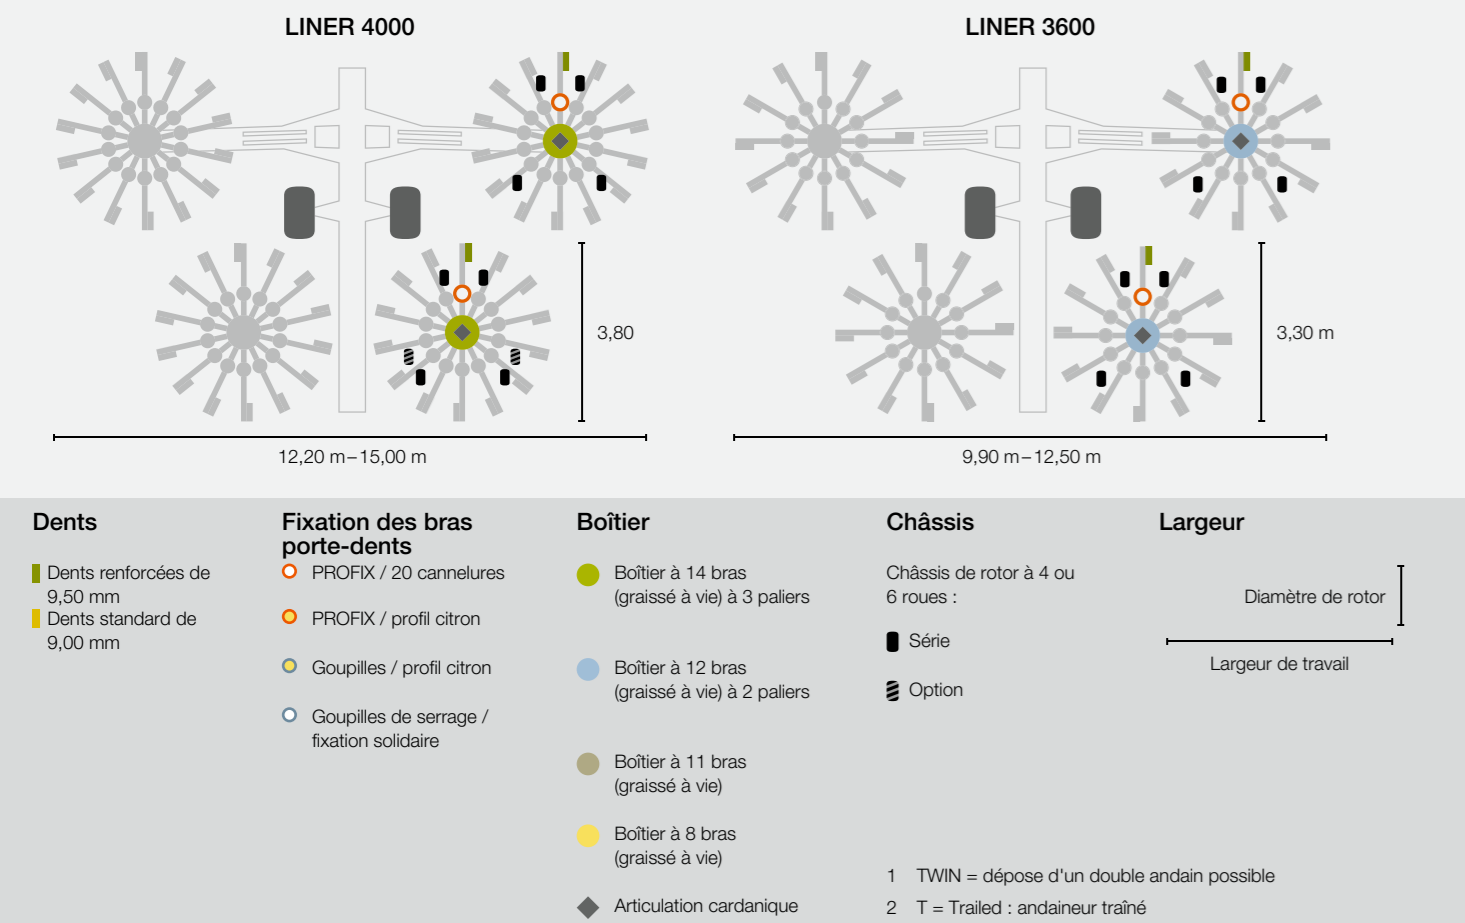 LINER 4000
LINER 3600
3,80
3,30 m
12,20 m – 15,00 m
9,90 m – 12,50 m
Dents
Dents renforcées de
9,50 mm
Dents standard de
9,00 mm
Fixation des bras
porte-dents
PROFIX / 20 cannelures
PROFIX / profil citron
Goupilles / profil citron
Goupilles de serrage /
fixation solidaire
Boîtier
Boîtier à 14 bras
(graissé à vie) à 3 paliers
Boîtier à 12 bras
(graissé à vie) à 2 paliers
Boîtier à 11 bras
(graissé à vie)
Boîtier à 8 bras
(graissé à vie)
Articulation cardanique
Châssis
Châssis de rotor à 4 ou
6 roues :
Série
Option
Largeur
Diamètre de rotor
Largeur de travail
1 TWIN = dépose d'un double andain possible
2 T = Trailed : andaineur traîné